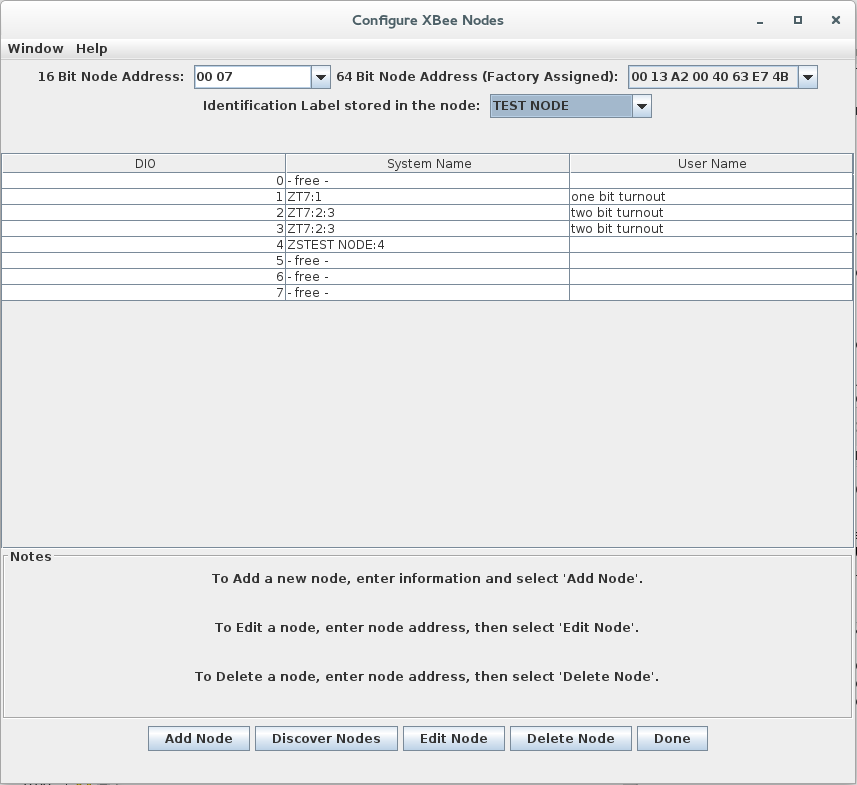 Configure XBee Nodes
Window Help
16 Bit Node Address: 00 07 64 Bit Node Address (Factory Assigned): 00 13 A2 00 40 63 E7 4B
Identification Label stored in the node: TEST NODE
DIO System Name User Name
0 - free -
1 ZT7:1 one bit turnout
2 ZT7:2:3 two bit turnout
3 ZT7:2:3 two bit turnout
4 ZSTEST NODE:4
5 - free -
6 - free -
7 - free -
Notes
To Add a new node, enter information and select 'Add Node'.
To Edit a node, enter node address, then select 'Edit Node'.
To Delete a node, enter node address, then select 'Delete Node'.
Add Node Discover Nodes Edit Node Delete Node Done